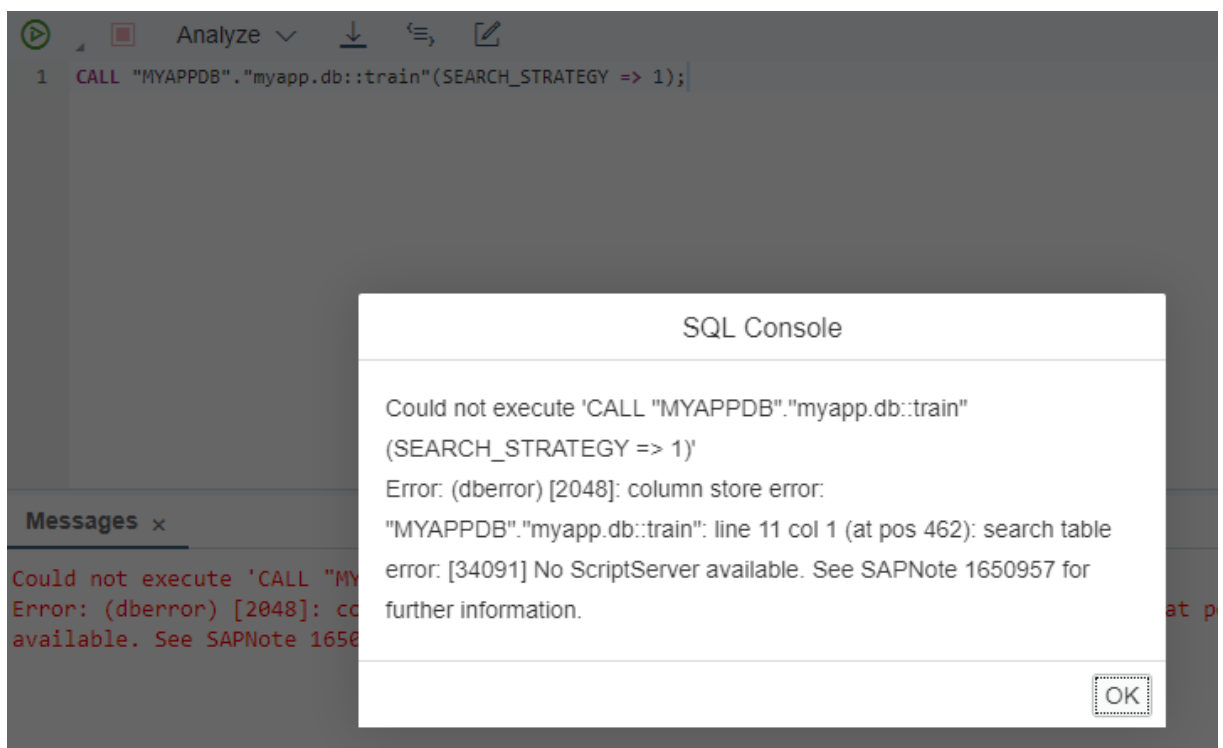 Analyze
1 CALL "MYAPPDB"."myapp.db::train"(SEARCH_STRATEGY => 1);
SQL Console
Could not execute 'CALL "MYAPPDB"."myapp.db::train"
(SEARCH_STRATEGY => 1)'
Error: (dberror) [2048]: column store error:
"MYAPPDB"."myapp.db::train": line 11 col 1 (at pos 462): search table
error: [34091] No ScriptServer available. See SAPNote 1650957 for
further information.
OK
Messages ×
Could not execute 'CALL "MY
Error: (dberror) [2048]: co at p
available. See SAPNote 1650